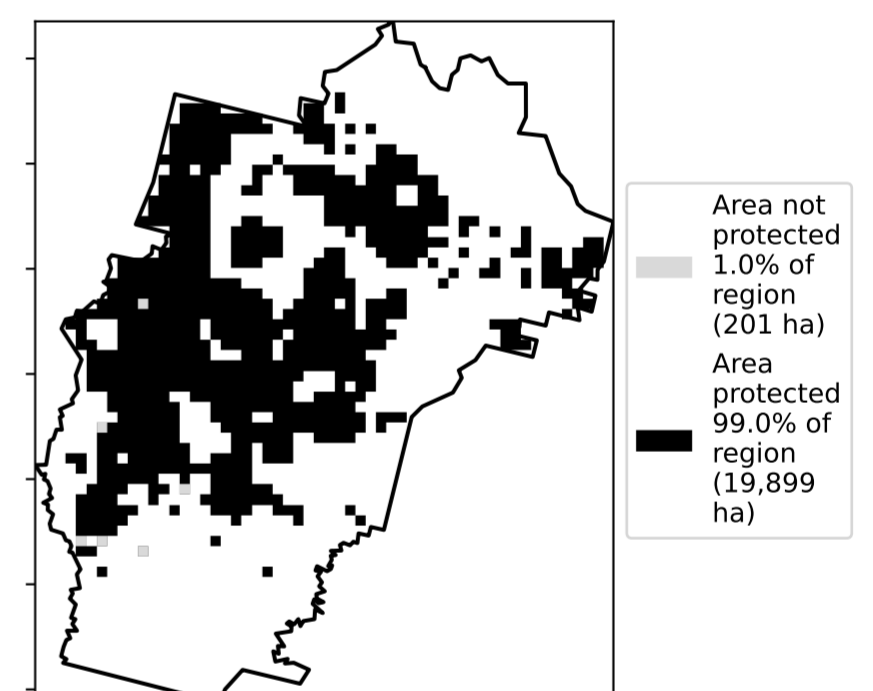 Area not
protected
1.0% of
region
(201 ha)
Area
protected
99.0% of
region
(19,899
ha)